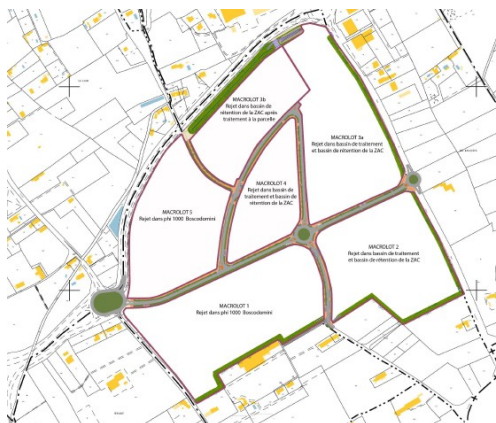 MACROLOT 3b
Rejet dans bassin de
rétention de la ZAC après
traitement à la parcelle
MACROLOT 3a
Rejet dans bassin de traitement
et bassin de rétention de la ZAC
MACROLOT 4
Rejet dans bassin de
traitement et bassin de
rétention de la ZAC
MACROLOT 5
Rejet dans phi 1000 Boscodomini
MACROLOT 2
Rejet dans bassin de traitement
et bassin de rétention de la ZAC
MACROLOT 1
Rejet dans phi 1000 Boscodomini